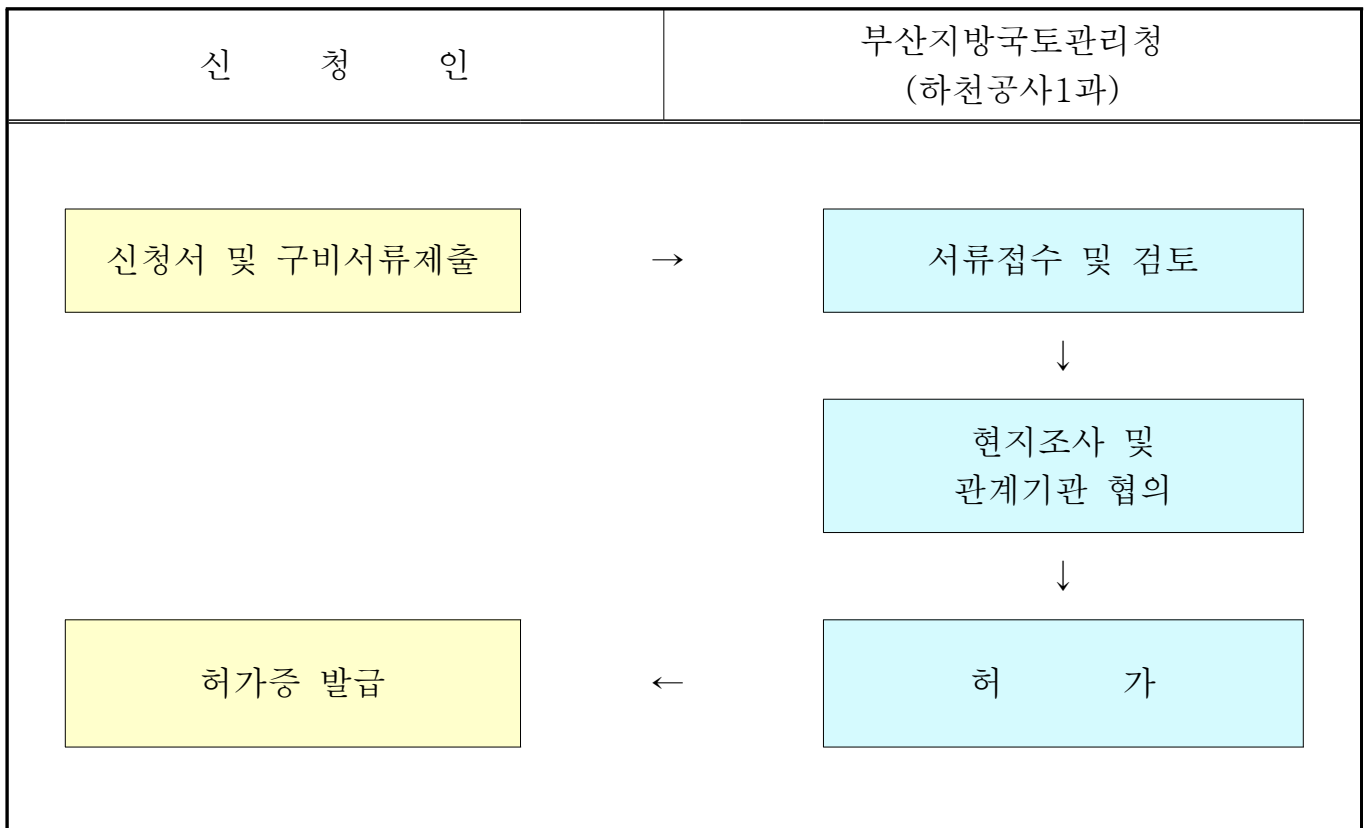 신 청 인
부산지방국토관리청
(하천공사1과)
신청서 및 구비서류제출
→
서류접수 및 검토
↓
현지조사 및
관계기관 협의
↓
허가증 발급
←
허 가